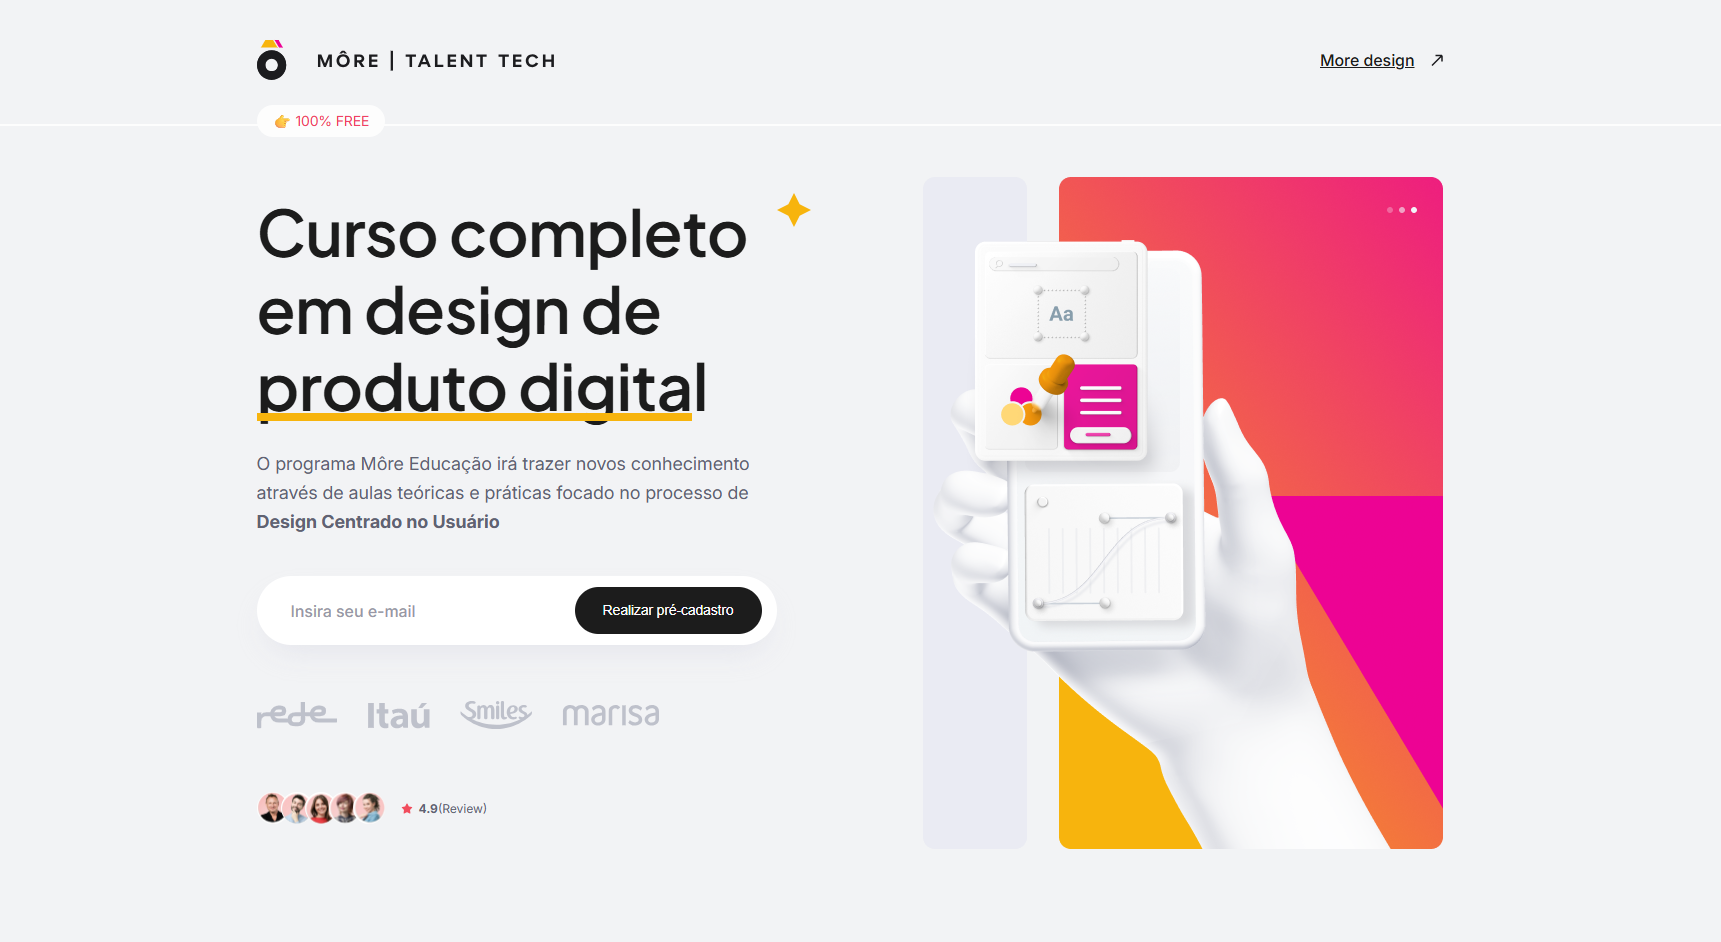 MÔRE | TALENT TECH
More design
100% FREE
Curso completo
em design de
produto digital
O programa Môre Educação irá trazer novos conhecimento
através de aulas teóricas e práticas focado no processo de
Design Centrado no Usuário
Insira seu e-mail
Realizar pré-cadastro
rede Itaú Smiles marisa
4.9(Review)
Aa